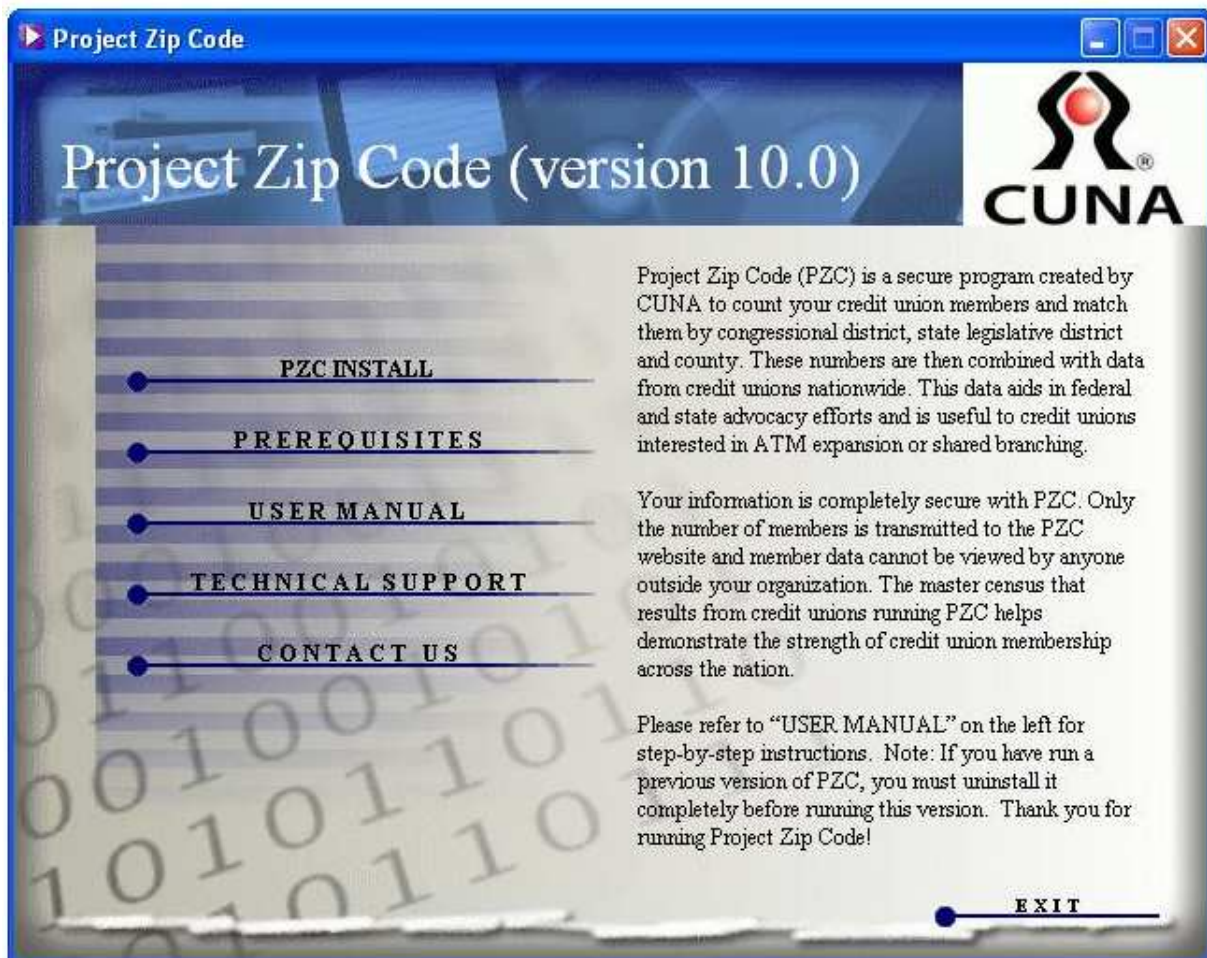 Project Zip Code
Project Zip Code (version 10.0)
®
CUNA
PZC INSTALL
PREREQUISITES
USER MANUAL
TECHNICAL SUPPORT
CONTACT US
Project Zip Code (PZC) is a secure program created by
CUNA to count your credit union members and match
them by congressional district, state legislative district
and county. These numbers are then combined with data
from credit unions nationwide. This data aids in federal
and state advocacy efforts and is useful to credit unions
interested in ATM expansion or shared branching.
Your information is completely secure with PZC. Only
the number of members is transmitted to the PZC
website and member data cannot be viewed by anyone
outside your organization. The master census that
results from credit unions running PZC helps
demonstrate the strength of credit union membership
across the nation.
Please refer to “USER MANUAL” on the left for
step-by-step instructions. Note: If you have run a
previous version of PZC, you must uninstall it
completely before running this version. Thank you for
running Project Zip Code!
EXIT